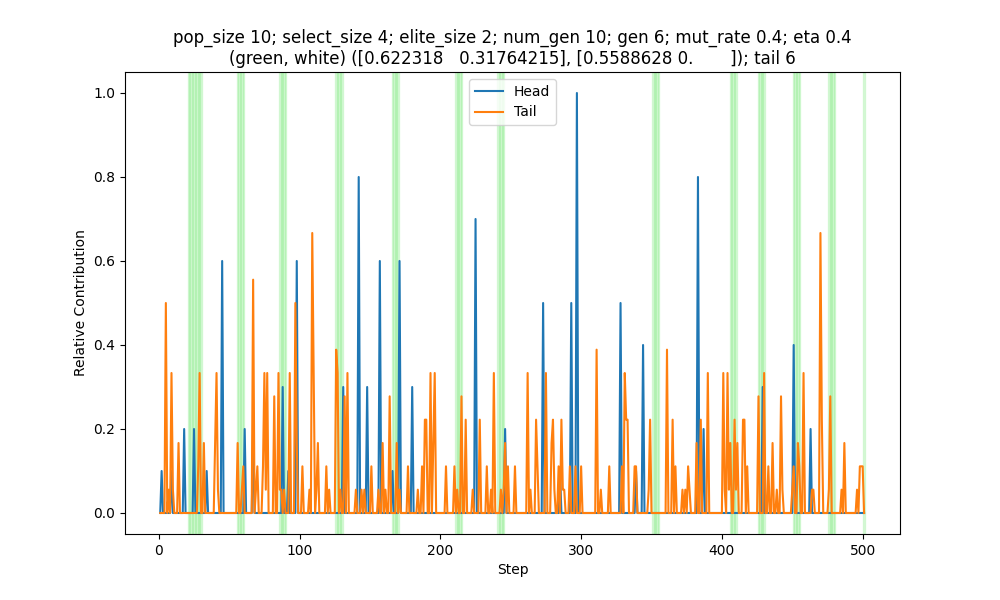 pop_size 10; select_size 4; elite_size 2; num_gen 10; gen 6; mut_rate 0.4; eta 0.4
(green, white) ([0.622318   0.31764215], [0.5588628 0.        ]); tail 6
Head
Tail
1.0
0.8
0.6
0.4
0.2
0.0
Relative Contribution
0
100
200
300
400
500
Step